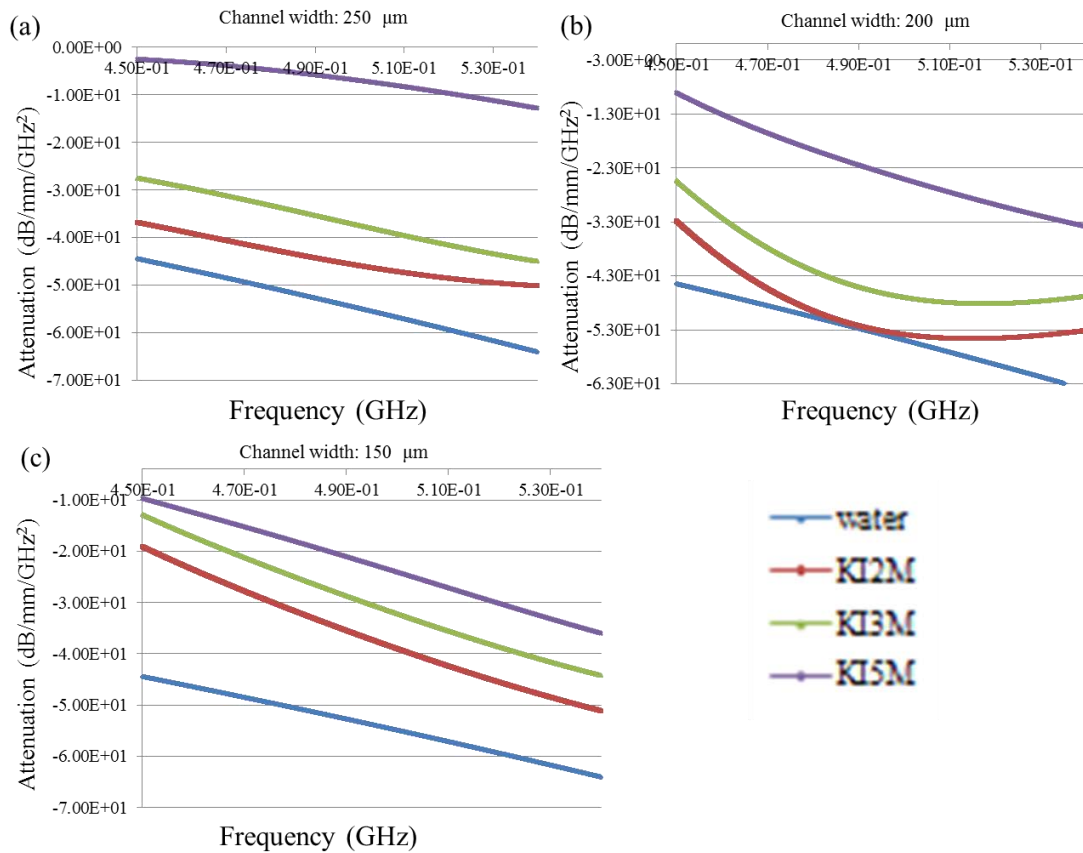 (a)
Channel width: 250 μm
0.00E+00
-1.00E+01
-2.00E+01
-3.00E+01
-4.00E+01
-5.00E+01
-6.00E+01
-7.00E+01
4.50E-01 4.70E-01 4.90E-01 5.10E-01 5.30E-01
Attenuation (dB/mm/GHz²)
Frequency (GHz)
(b)
Channel width: 200 μm
-3.00E+00
-1.30E+01
-2.30E+01
-3.30E+01
-4.30E+01
-5.30E+01
-6.30E+01
4.50E-01 4.70E-01 4.90E-01 5.10E-01 5.30E-01
Attenuation (dB/mm/GHz²)
Frequency (GHz)
(c)
Channel width: 150 μm
-1.00E+01
-2.00E+01
-3.00E+01
-4.00E+01
-5.00E+01
-6.00E+01
-7.00E+01
4.50E-01 4.70E-01 4.90E-01 5.10E-01 5.30E-01
Attenuation (dB/mm/GHz²)
Frequency (GHz)
water
KI2M
KI3M
KI5M